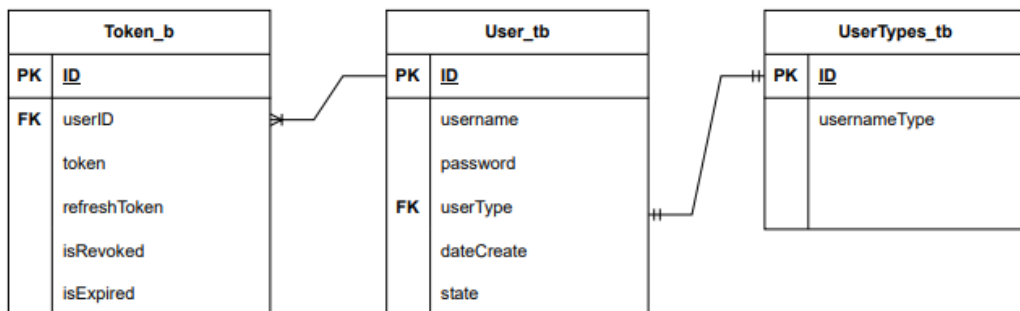 Token_b
PK ID
FK userID
token
refreshToken
isRevoked
isExpired
User_tb
PK ID
username
password
FK userType
dateCreate
state
UserTypes_tb
PK ID
usernameType